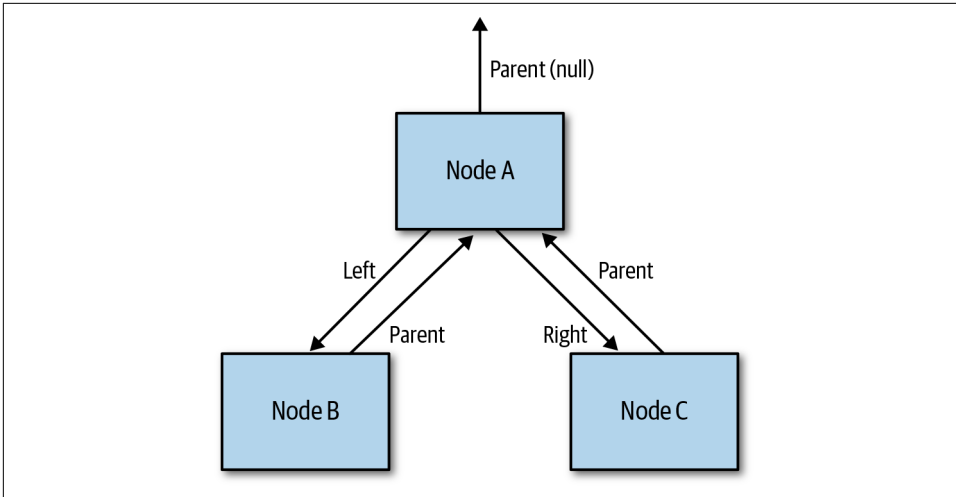 Parent (null)
Node A
Left
Parent
Parent
Right
Node B
Node C